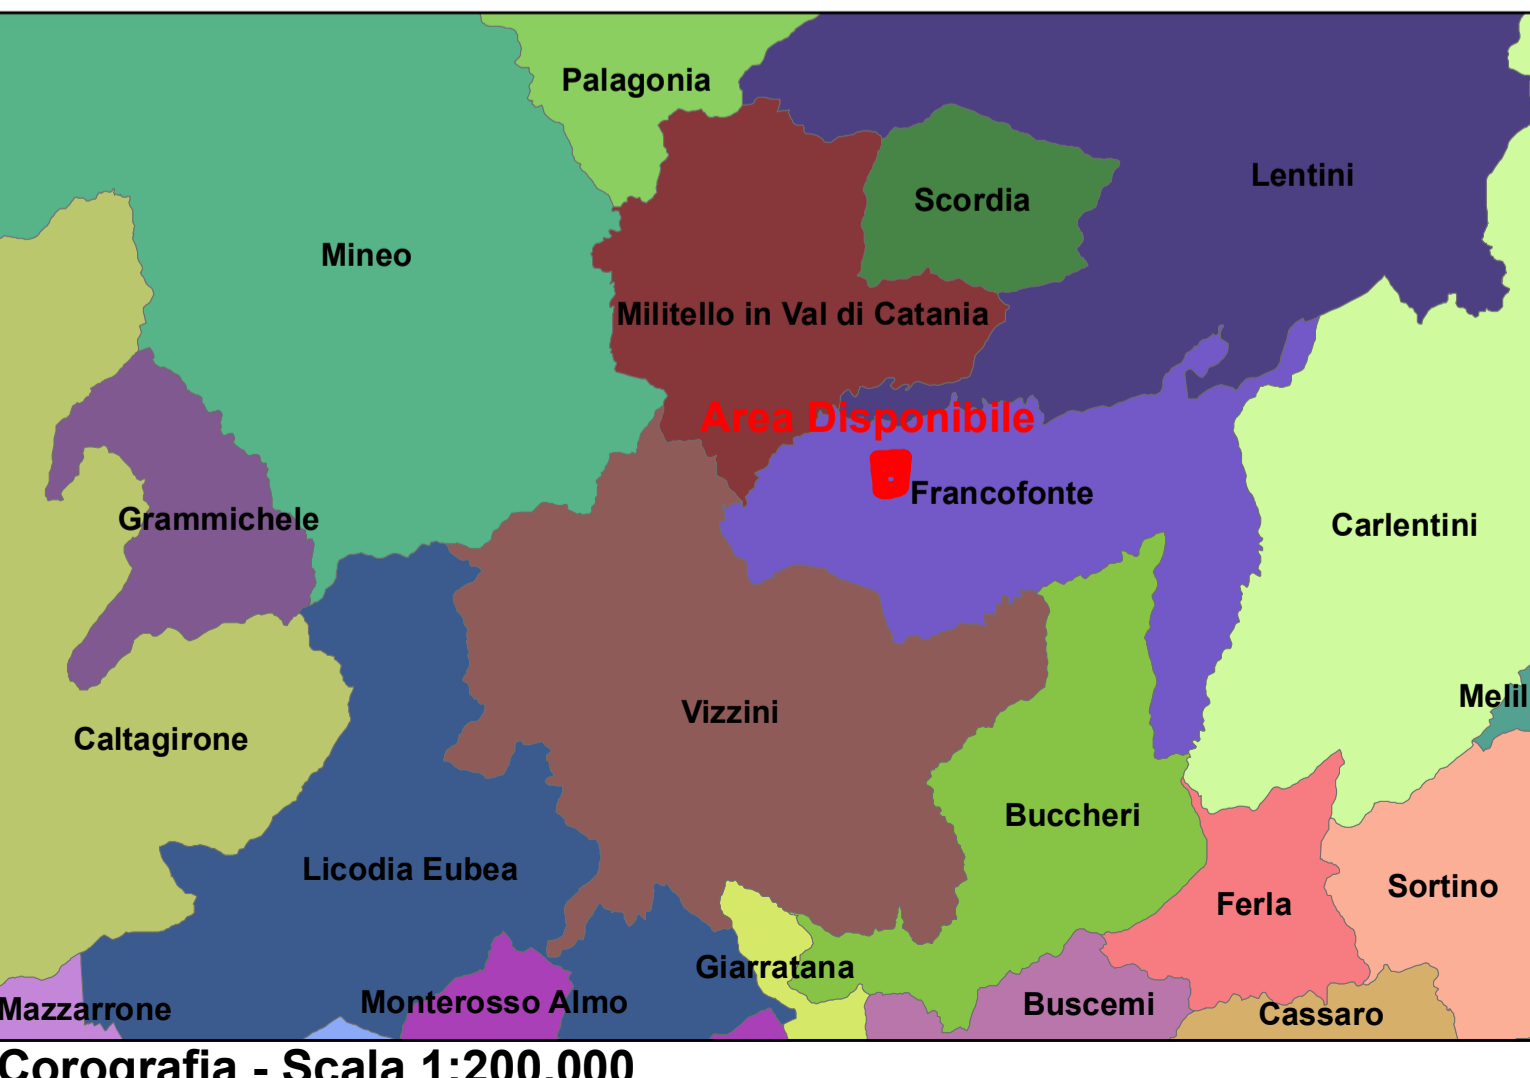 Palagonia
Lentini
Scordia
Mineo
Militello in Val di Catania
Area Disponibile
Francofonte
Grammichele
Carlentini
Melil
Vizzini
Caltagirone
Buccheri
Licodia Eubea
Sortino
Ferla
Giarratana
Monterosso Almo
Buscemi
Mazzarrone
Cassaro
Corografia - Scala 1:200.000